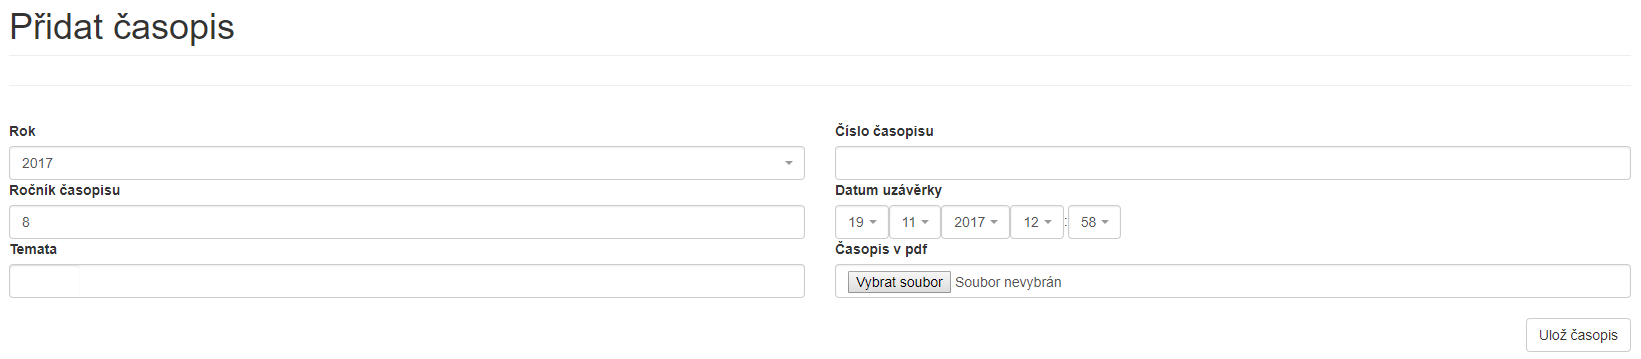 Přidat časopis
Rok
2017
Číslo časopisu
Ročník časopisu
8
Datum uzávěrky
19 11 2017 12 : 58
Temata
Časopis v pdf
Vybrat soubor Soubor nevybrán
Ulož časopis